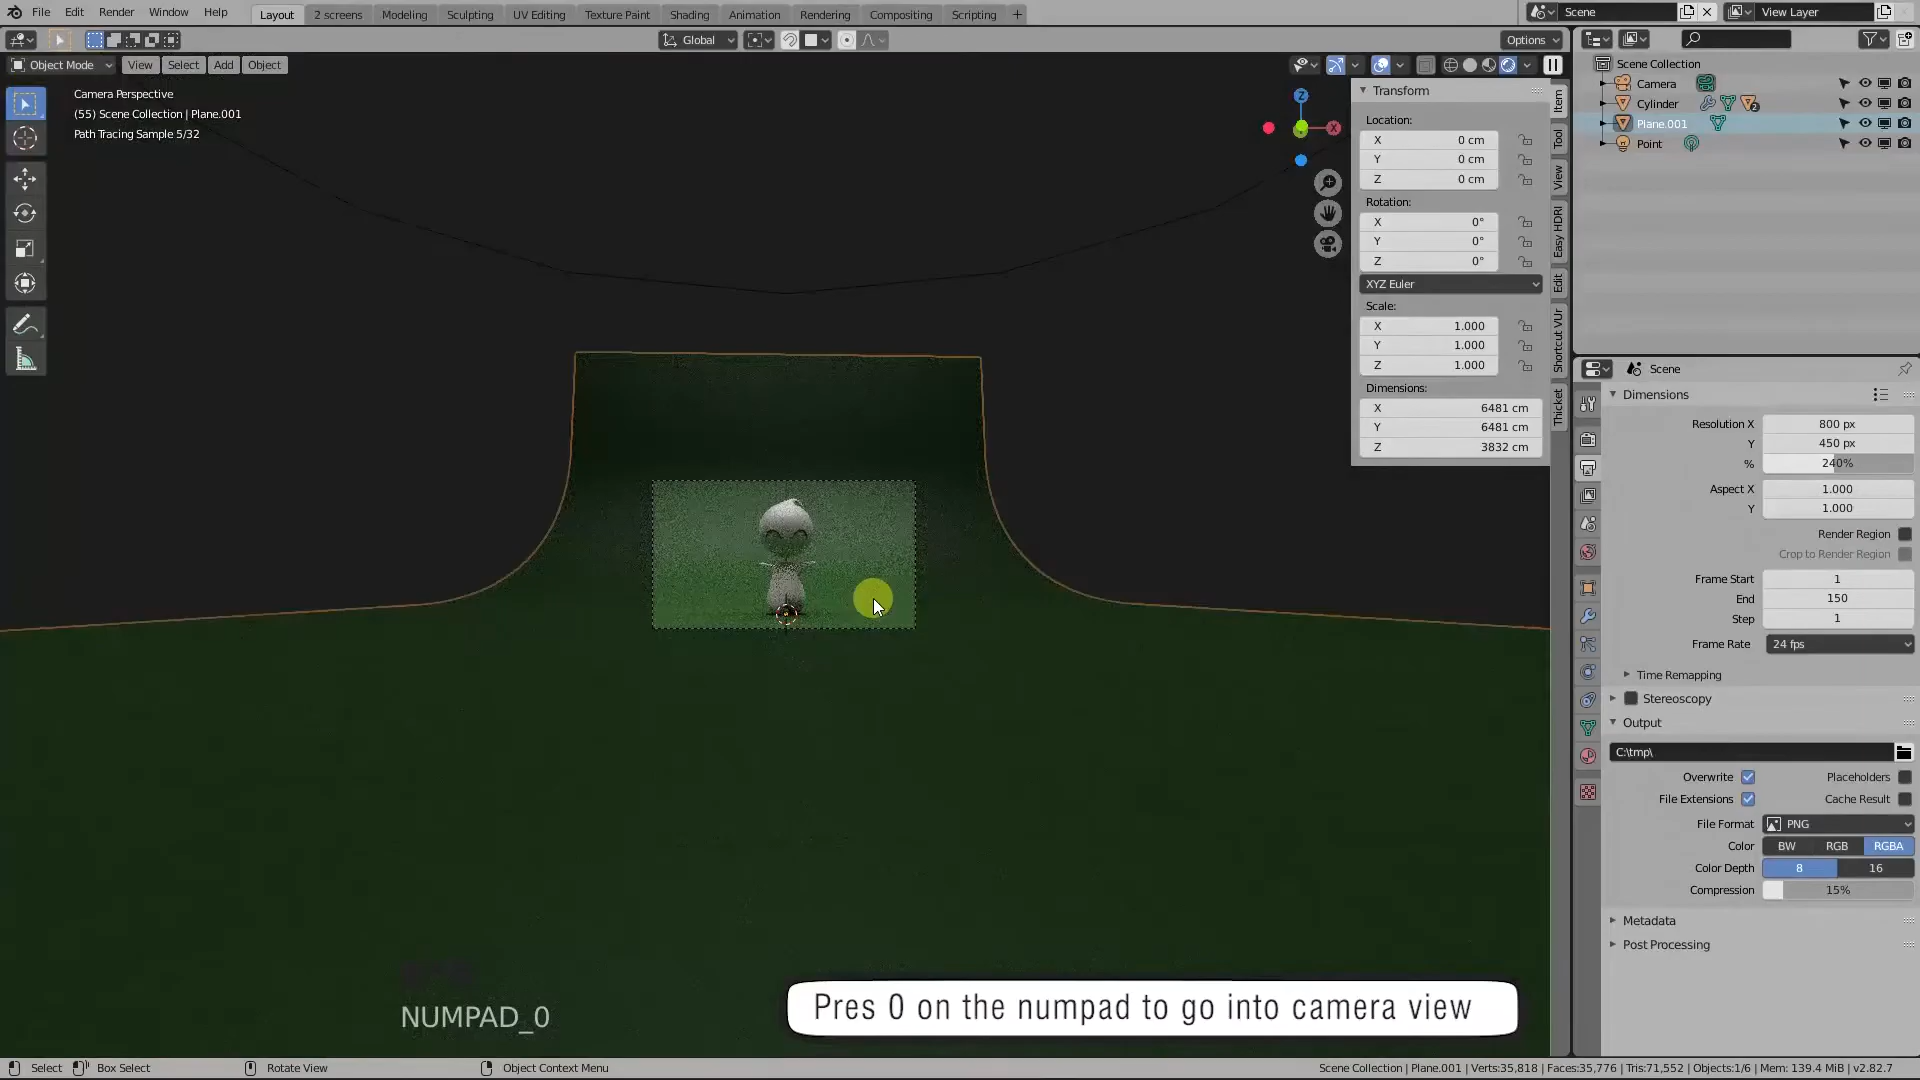 File Edit Render Window Help Layout 2 screens Modeling Sculpting UV Editing Texture Paint Shading Animation Rendering Compositing Scripting + Scene View Layer
Global Options
Object Mode View Select Add Object
Camera Perspective
(55) Scene Collection | Plane.001
Path Tracing Sample 5/32
Z
X
Transform
Location:
X 0 cm
Y 0 cm
Z 0 cm
Rotation:
X 0°
Y 0°
Z 0°
XYZ Euler
Scale:
X 1.000
Y 1.000
Z 1.000
Dimensions:
X 6481 cm
Y 6481 cm
Z 3832 cm
Item
Tool
View
Easy HDRI
Edit
Shortcut VUr
Thicket
Scene Collection
Camera
Cylinder 2
Plane.001
Point
Scene
Dimensions
Resolution X 800 px
Y 450 px
% 240%
Aspect X 1.000
Y 1.000
Render Region
Crop to Render Region
Frame Start 1
End 150
Step 1
Frame Rate 24 fps
Time Remapping
Stereoscopy
Output
C:\tmp\
Overwrite Placeholders
File Extensions Cache Result
File Format PNG
Color BW RGB RGBA
Color Depth 8 16
Compression 15%
Metadata
Post Processing
NUMPAD_0
Pres 0 on the numpad to go into camera view
Select Box Select Rotate View Object Context Menu Scene Collection | Plane.001 | Verts:35,818 | Faces:35,776 | Tris:71,552 | Objects:1/6 | Mem: 139.4 MiB | v2.82.7